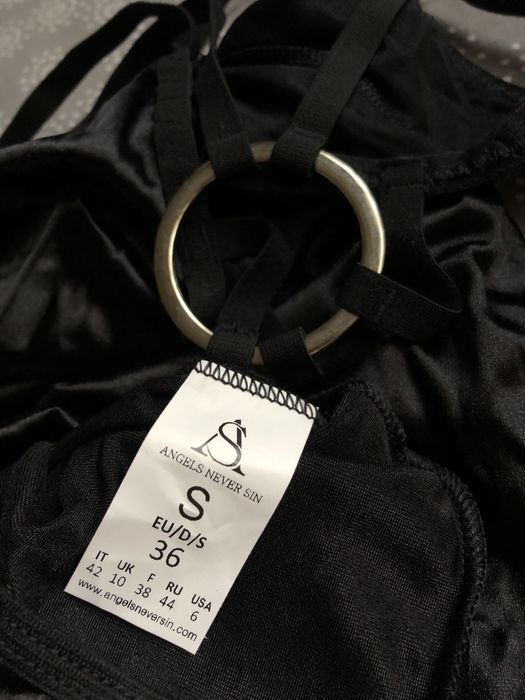 AS
ANGELS NEVER SIN
S
EU/D/S
36
IT UK F RU USA
42 10 38 44 6
www.angelsneversin.com